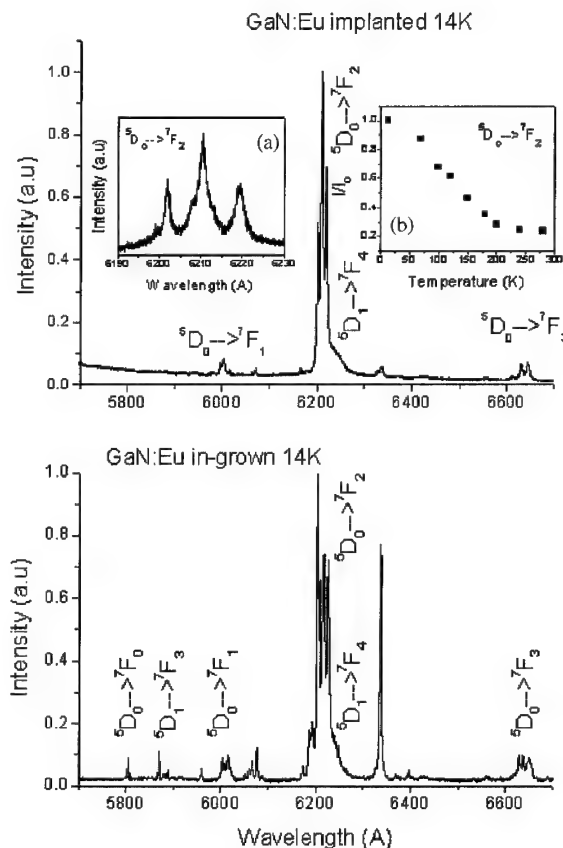 GaN:Eu implanted 14K
1.0
0.8
0.6
0.4
0.2
0.0
Intensity (a.u)
⁵D₀-->⁷F₂
(a)
Intensity (a.u)
6190 6200 6210 6220 6230
W avelength (A)
⁵D₀-->⁷F₂
⁵D₁-->⁷F₄
1.0
0.8
0.6
0.4
0.2
I/I₀
⁵D₀-->⁷F₂
(b)
0 50 100 150 200 250 300
Temperature (K)
⁵D₀-->⁷F₁
⁵D₀-->⁷F₃
5800 6000 6200 6400 6600
GaN:Eu in-grown 14K
1.0
0.8
0.6
0.4
0.2
0.0
Intensity (a.u)
⁵D₀-->⁷F₀
⁵D₁-->⁷F₃
⁵D₀-->⁷F₁
⁵D₀-->⁷F₂
⁵D₁-->⁷F₄
⁵D₀-->⁷F₃
5800 6000 6200 6400 6600
Wavelength (A)